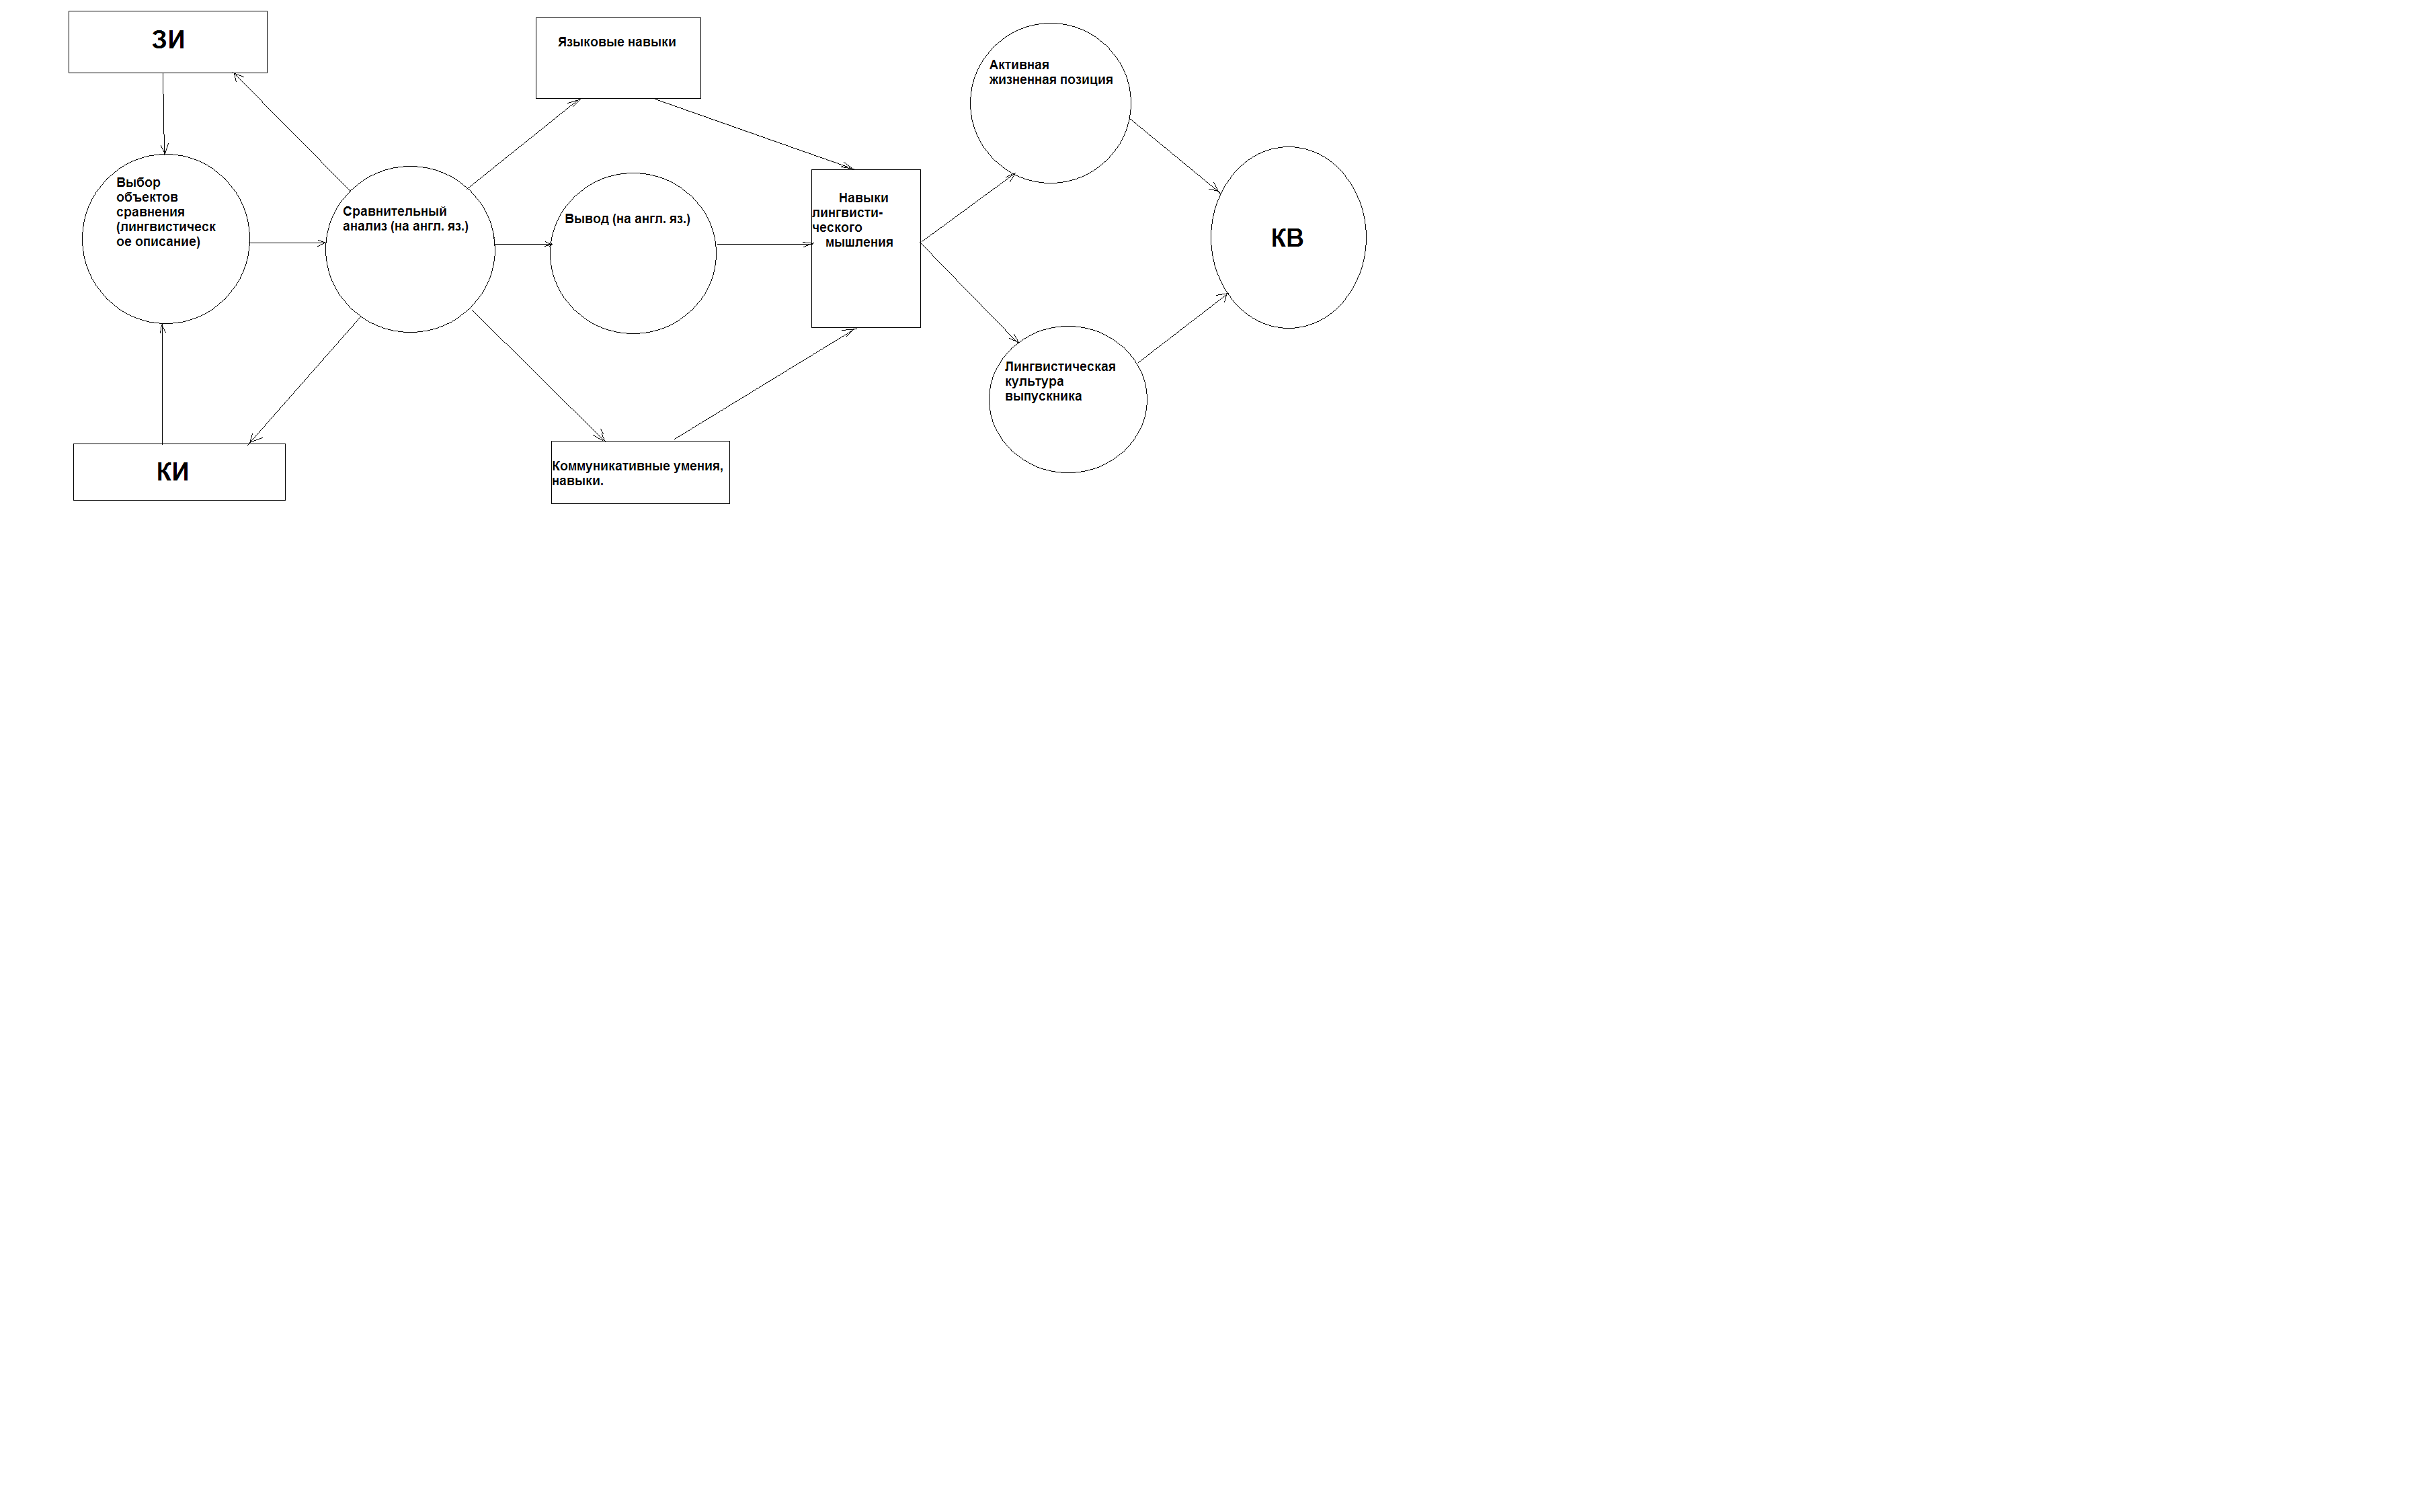 ЗИ
Языковые навыки
Активная
жизненная позиция
Выбор
объектов
сравнения
(лингвистическ
ое описание)
Сравнительный
анализ (на англ. яз.)
Вывод (на англ. яз.)
Навыки
лингвисти-
ческого
мышления
КВ
Лингвистическая
культура
выпускника
КИ
Коммуникативные умения,
навыки.